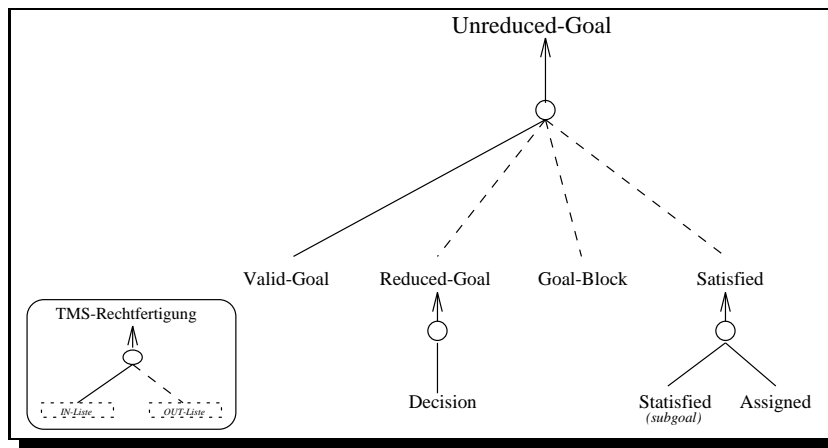 Unreduced-Goal
Valid-Goal Reduced-Goal Goal-Block Satisfied
TMS-Rechtfertigung
IN-Liste OUT-Liste
Decision Statisfied Assigned
(subgoal)